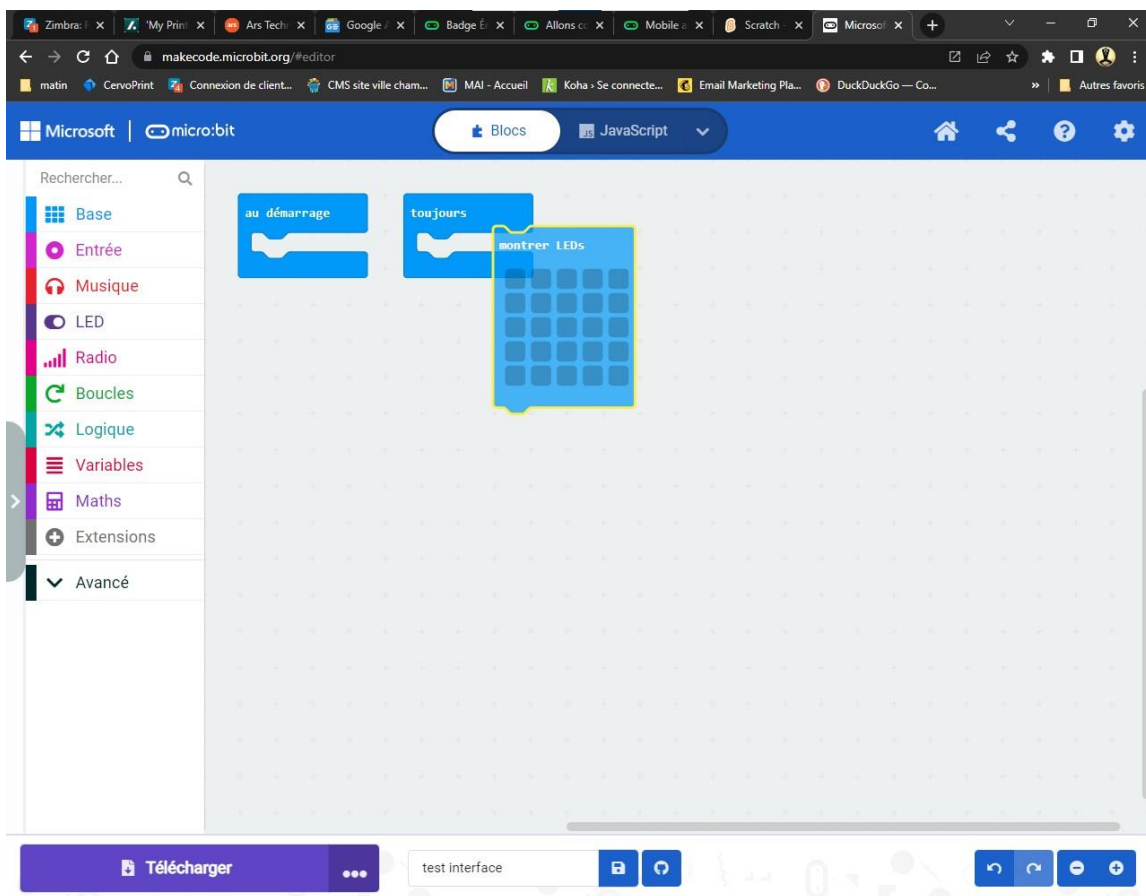 Zimbra: F
'My Print
Ars Techn
Google A
Badge Ér
Allons co
Mobile a
Scratch -
Microsof
makecode.microbit.org/#editor
matin CervoPrint Connexion de client... CMS site ville cham... MAI - Accueil Koha › Se connecte... Email Marketing Pla... DuckDuckGo — Co... » Autres favoris
Microsoft | micro:bit Blocs JS JavaScript
Rechercher...
Base
Entrée
Musique
LED
Radio
Boucles
Logique
Variables
Maths
Extensions
Avancé
au démarrage
toujours
montrer LEDs
Télécharger ••• test interface